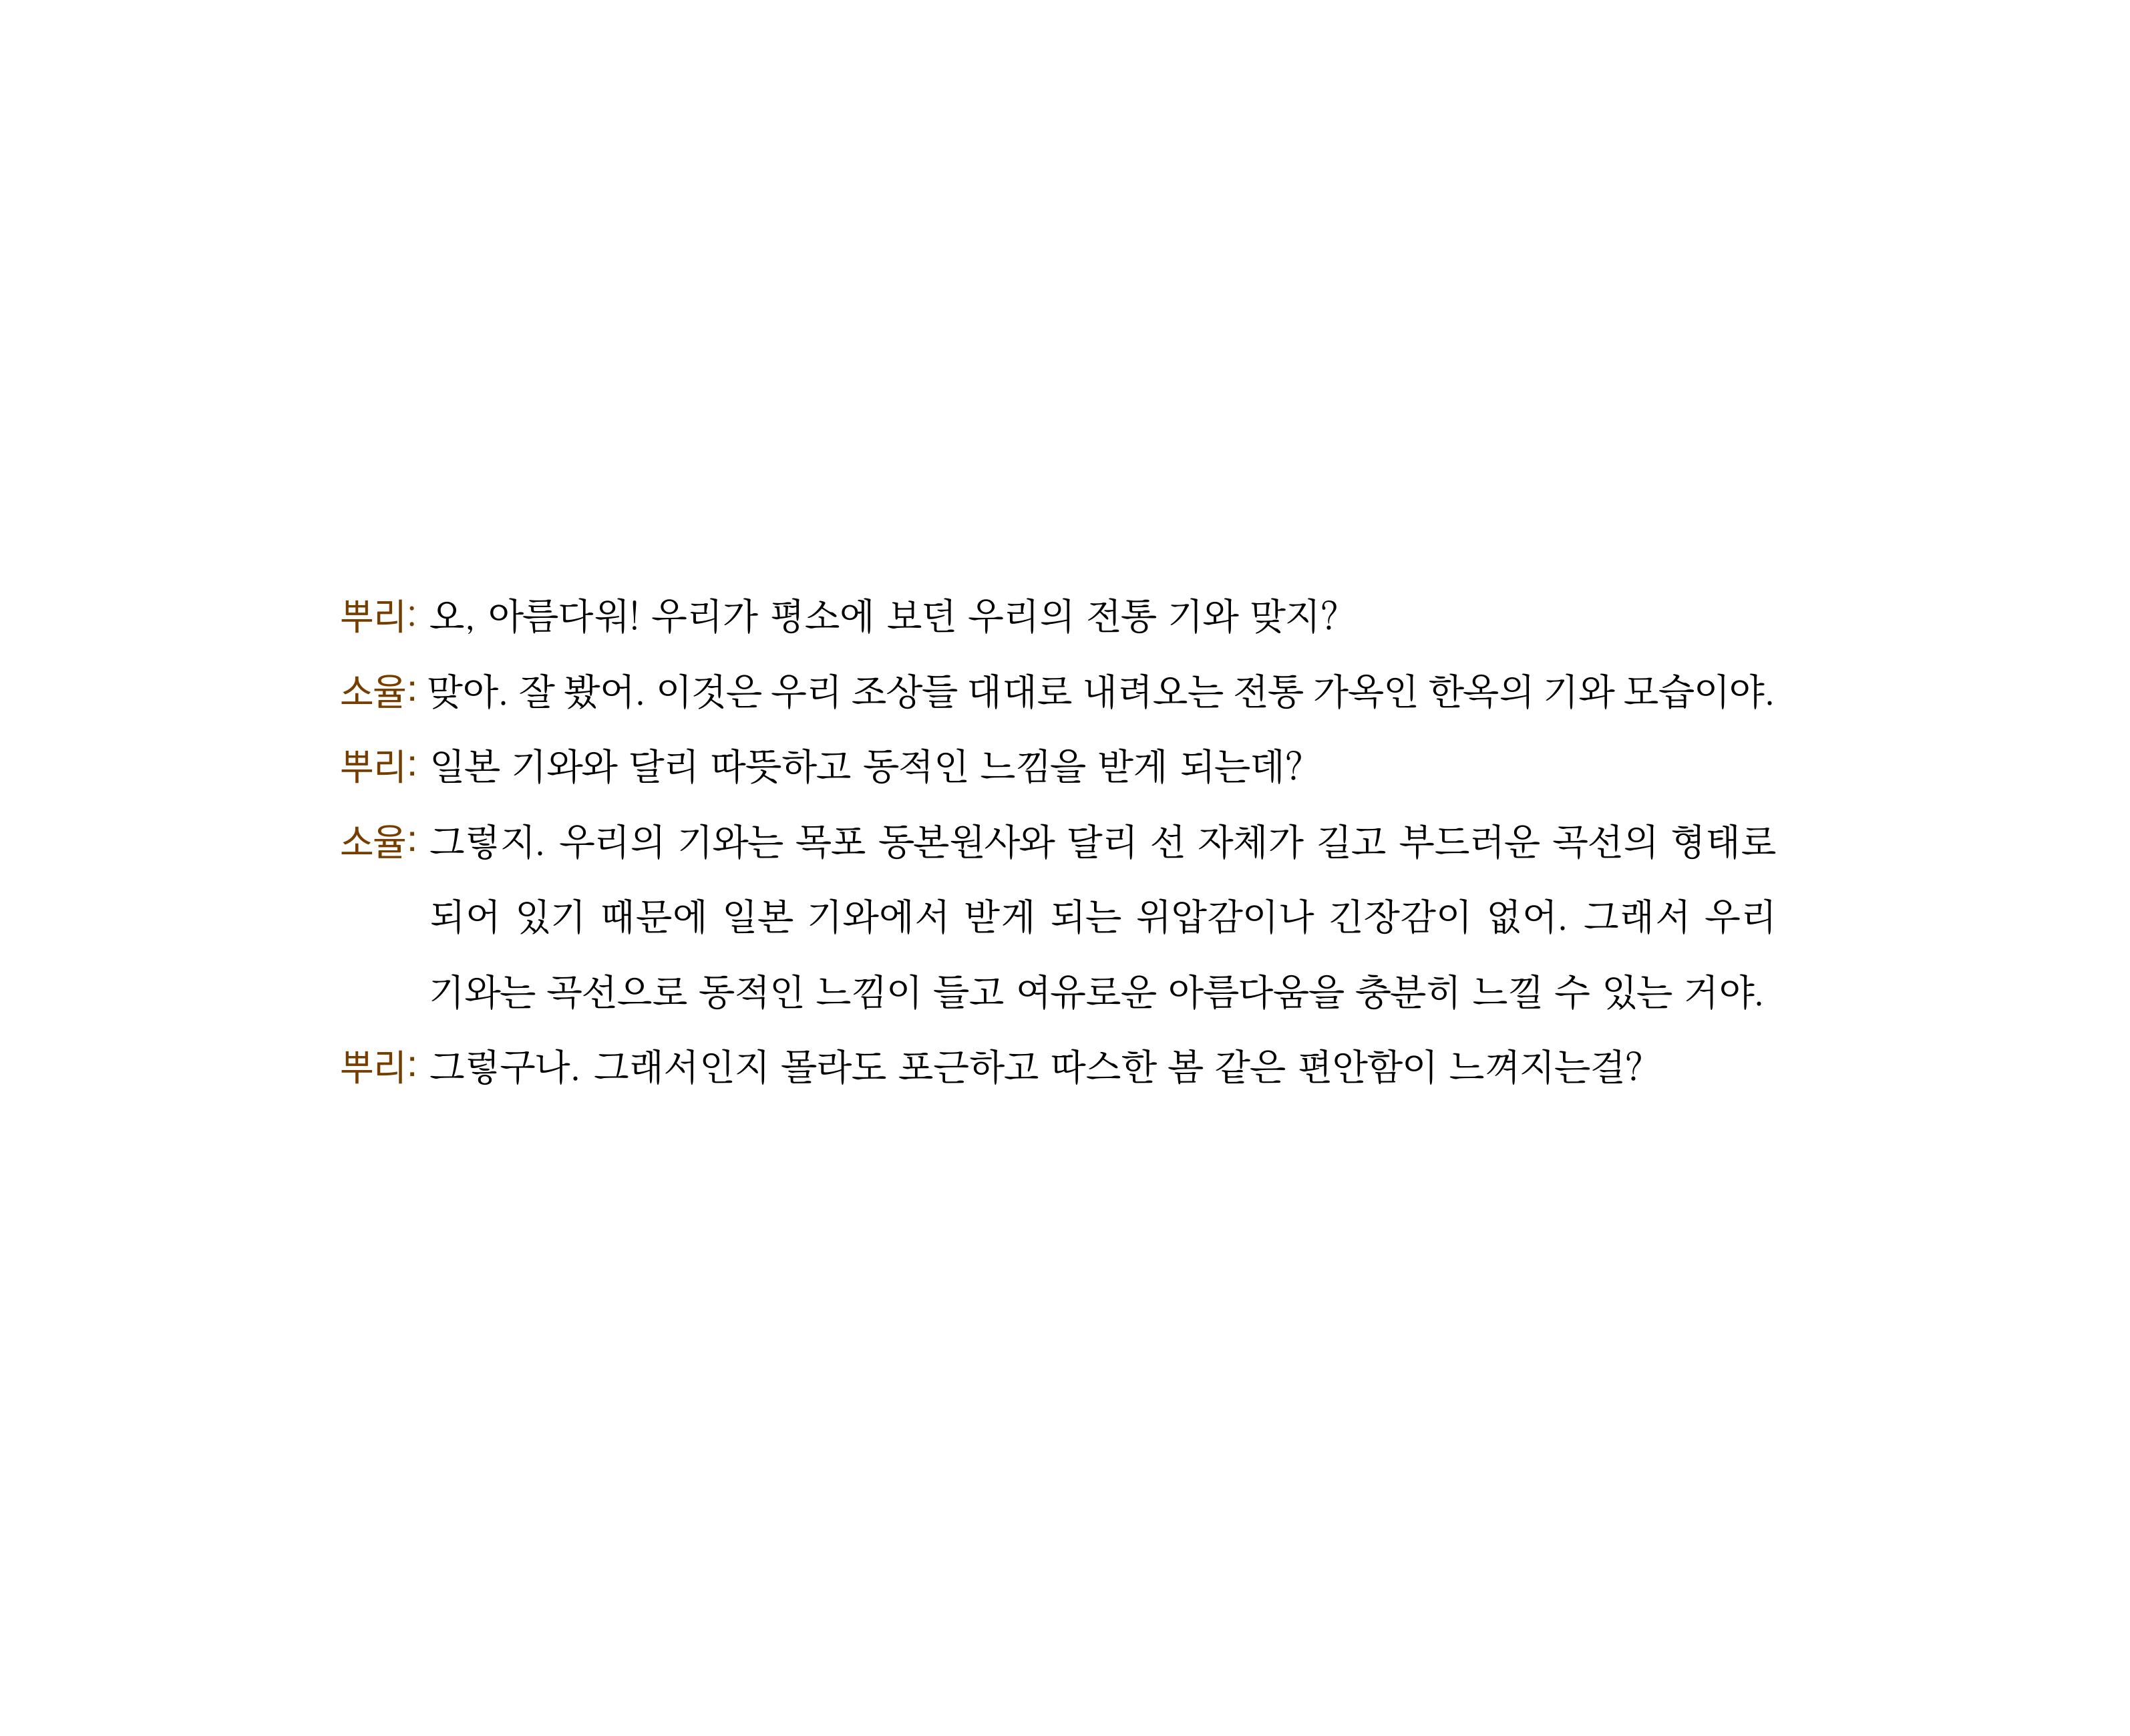 뿌리: 오, 아름다워! 우리가 평소에 보던 우리의 전통 기와 맞지?
소율: 맞아. 잘 봤어. 이것은 우리 조상들 대대로 내려오는 전통 가옥인 한옥의 기와 모습이야.
뿌리: 일본 기와와 달리 따뜻하고 동적인 느낌을 받게 되는데?
소율: 그렇지. 우리의 기와는 목포 동본원사와 달리 선 자체가 길고 부드러운 곡선의 형태로
되어 있기 때문에 일본 기와에서 받게 되는 위압감이나 긴장감이 없어. 그래서 우리
기와는 곡선으로 동적인 느낌이 들고 여유로운 아름다움을 충분히 느낄 수 있는 거야.
뿌리: 그렇구나. 그래서인지 몰라도 포근하고 따스한 봄 같은 편안함이 느껴지는걸?